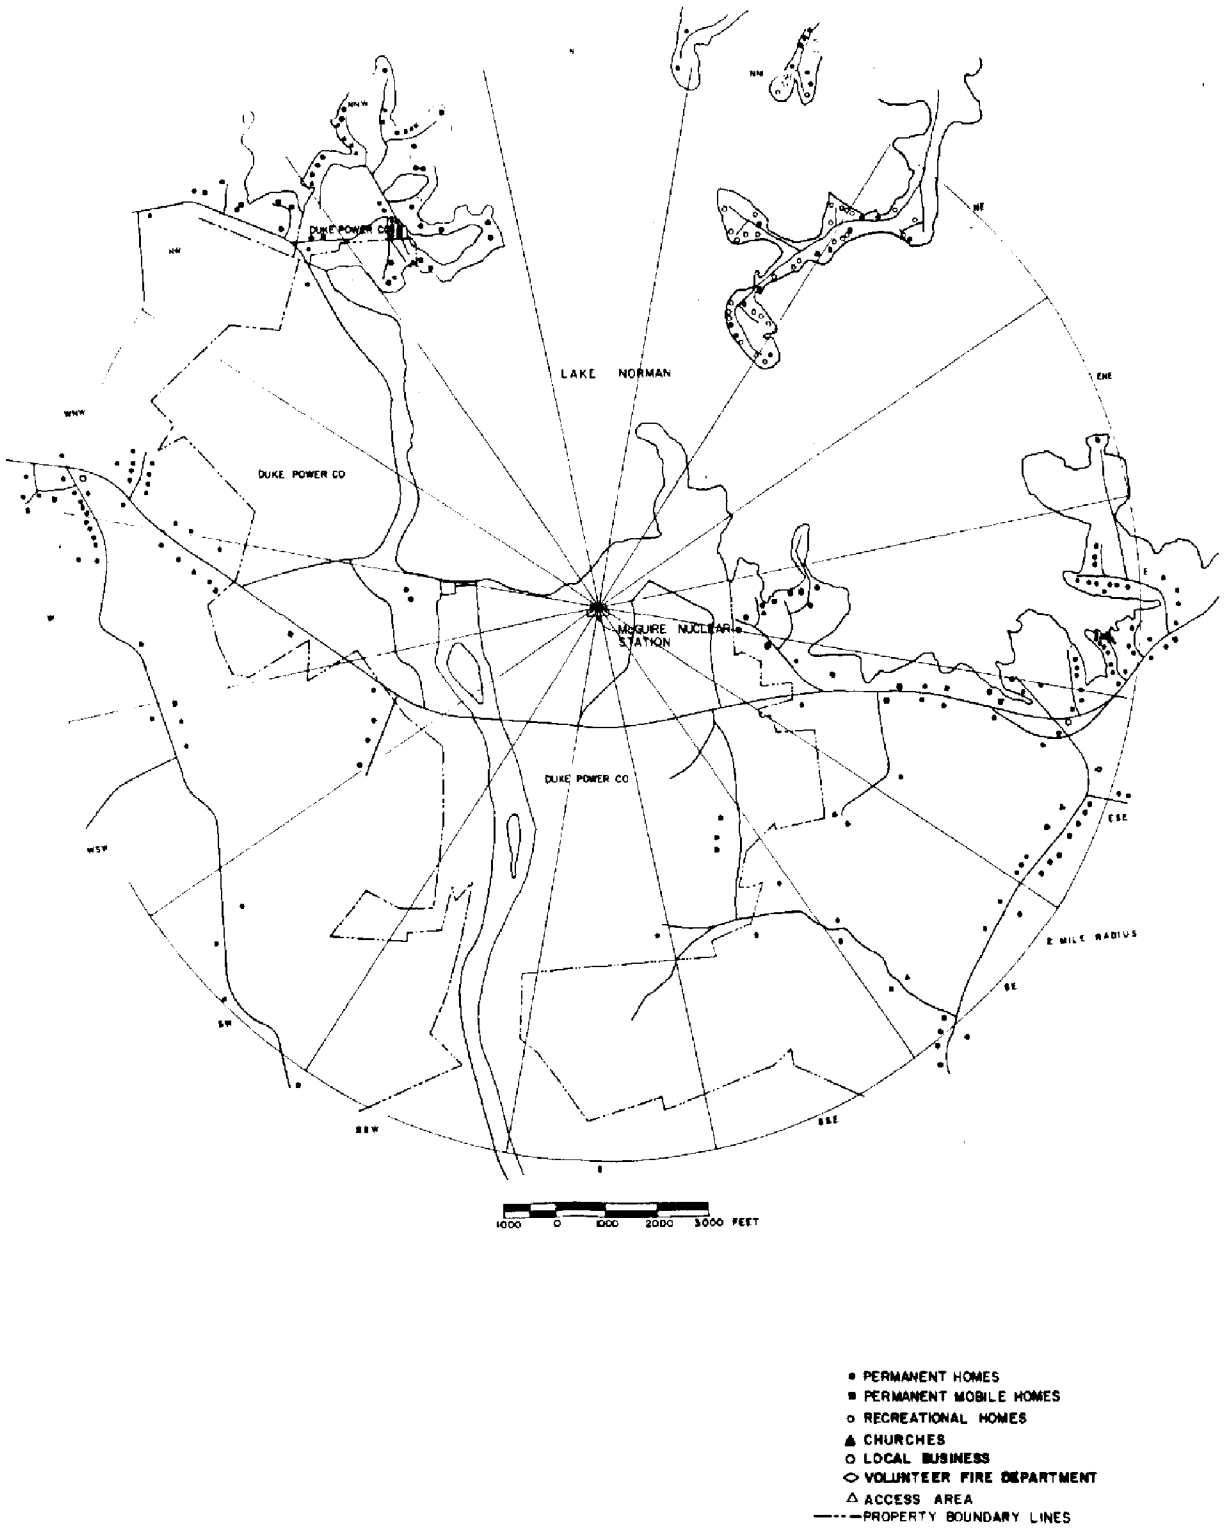 N
NM
NNW
NE
DUKE POWER CO
NW
LAKE NORMAN
ENE
WNW
DUKE POWER CO
E
W
McGUIRE NUCLEAR
STATION
DUKE POWER CO
ESE
WSW
2 MILE RADIUS
SE
SW
SSE
SSW
S
1000 0 1000 2000 3000 FEET
PERMANENT HOMES
PERMANENT MOBILE HOMES
RECREATIONAL HOMES
CHURCHES
LOCAL BUSINESS
VOLUNTEER FIRE DEPARTMENT
ACCESS AREA
PROPERTY BOUNDARY LINES